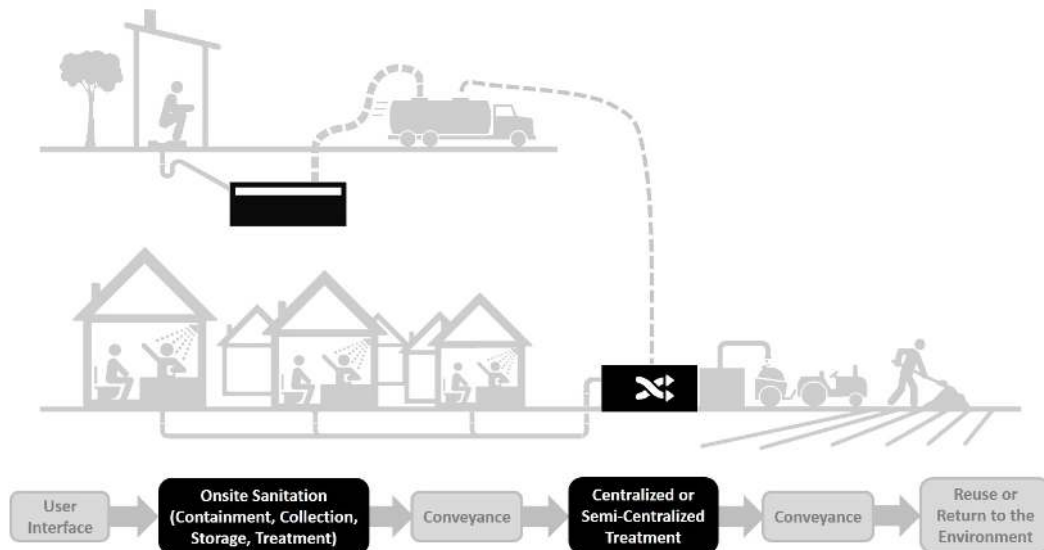 User
Interface
Onsite Sanitation
(Containment, Collection,
Storage, Treatment)
Conveyance
Centralized or
Semi-Centralized
Treatment
Conveyance
Reuse or
Return to the
Environment